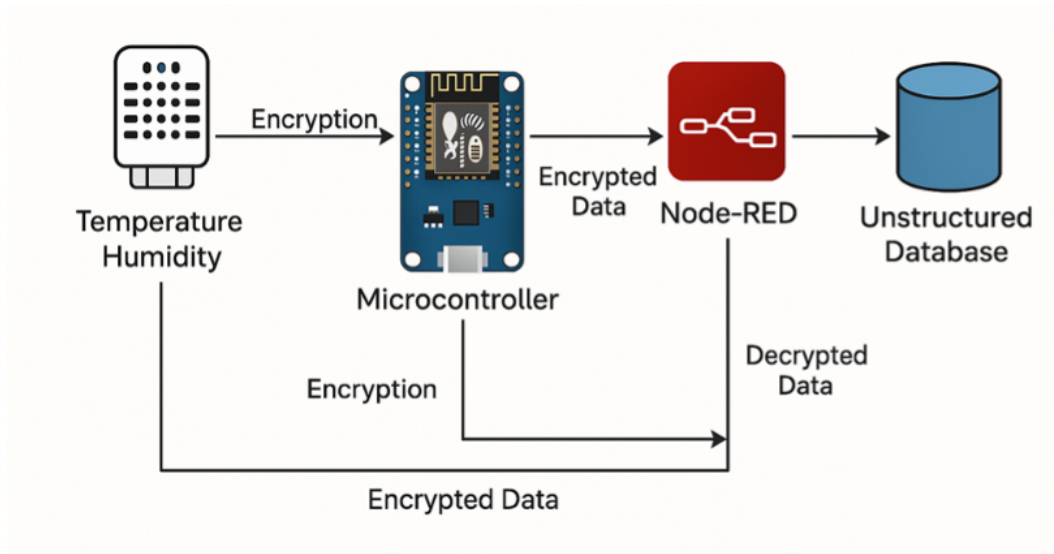 Encryption
Temperature
Humidity
Encrypted
Data
Node-RED
Unstructured
Database
Microcontroller
Encryption
Decrypted
Data
Encrypted Data